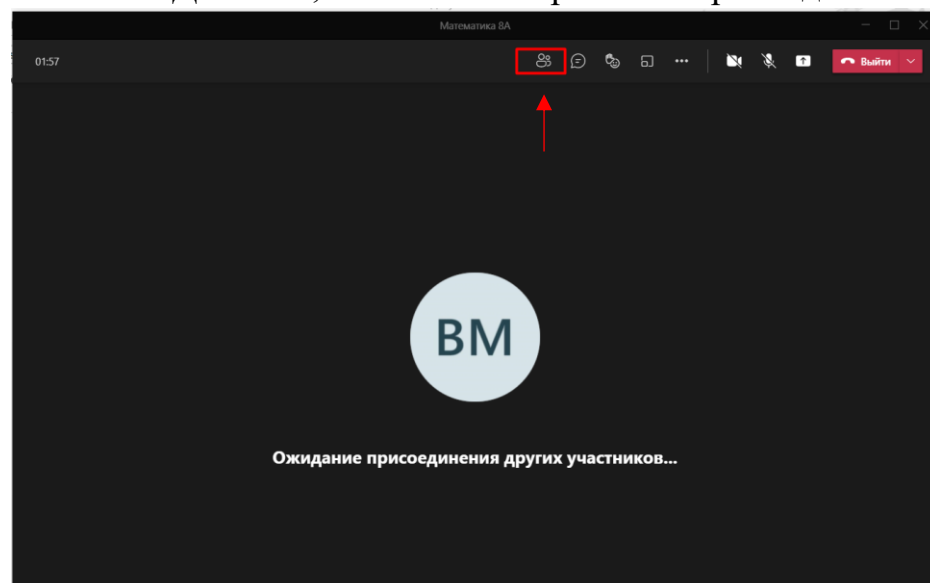 Математика 8А
01:57
Выйти
ВМ
Ожидание присоединения других участников...